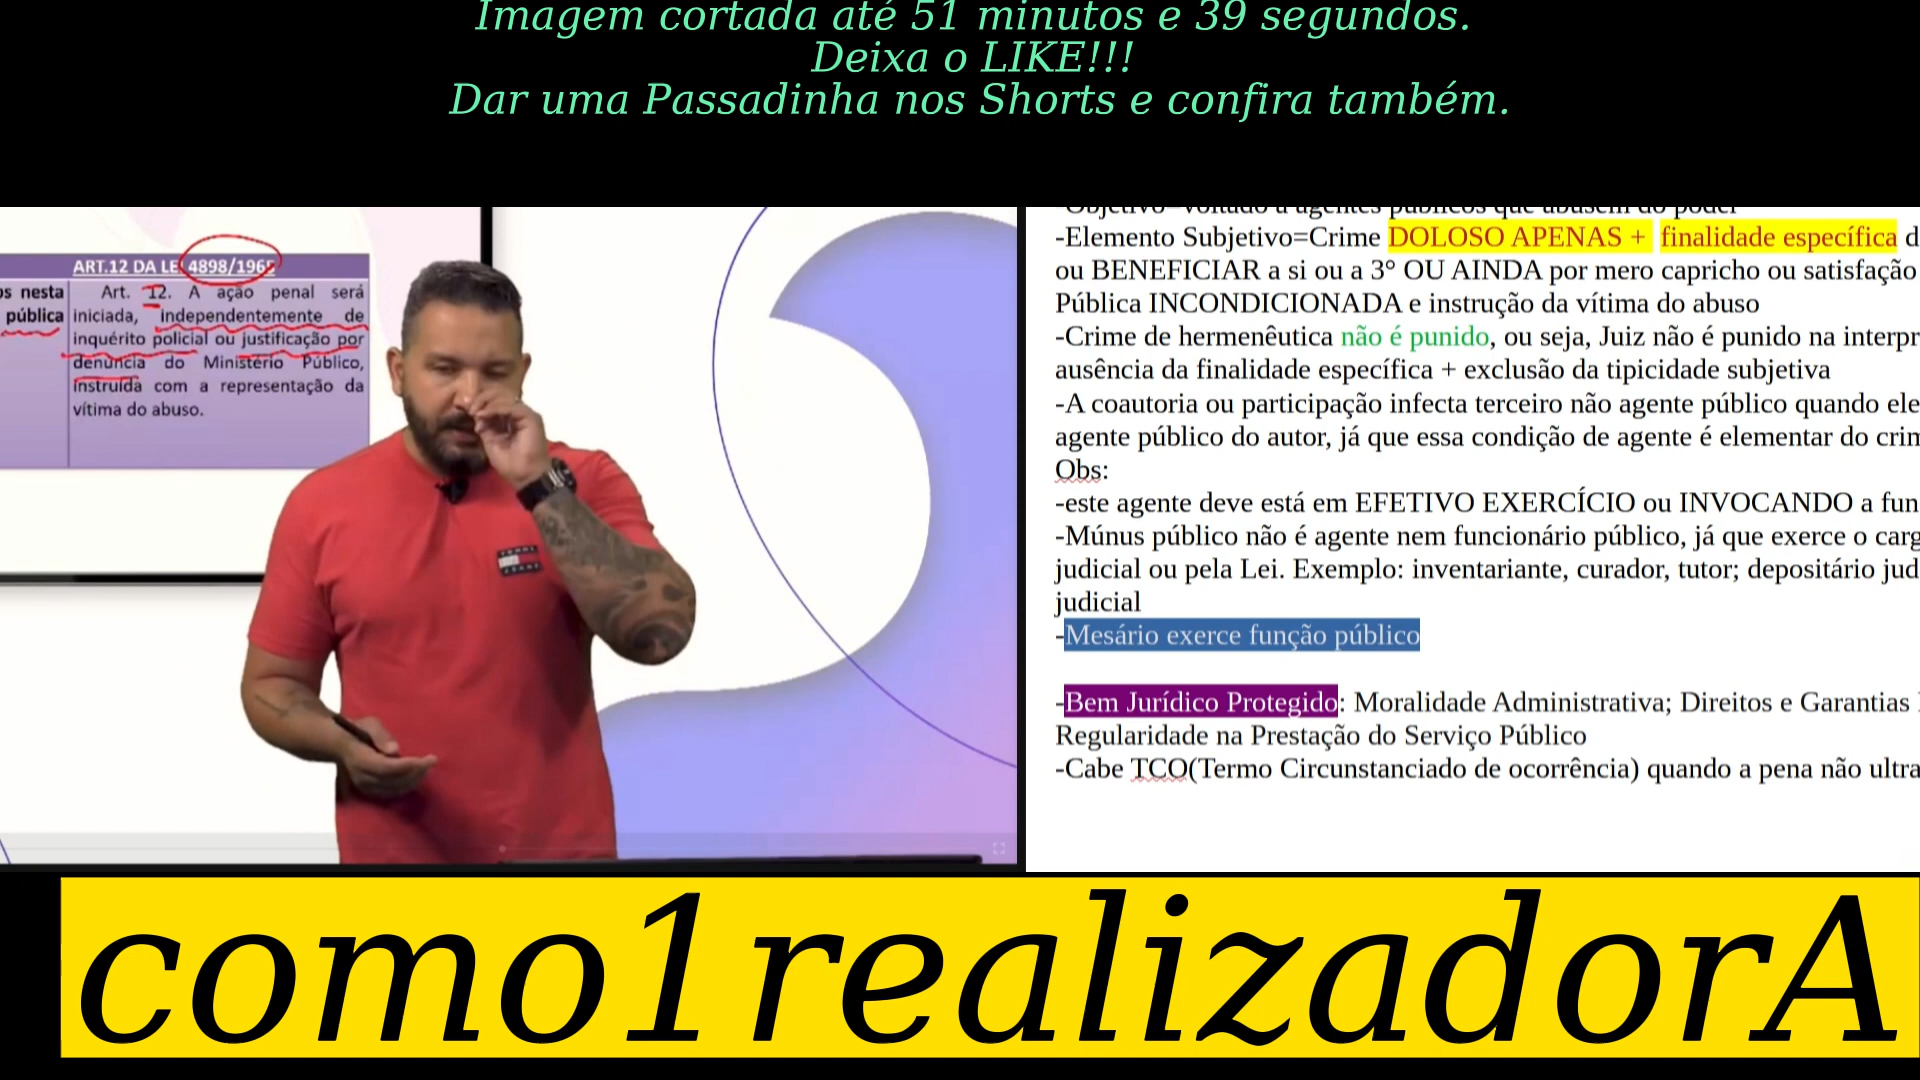 Imagem cortada até 51 minutos e 39 segundos.
Deixa o LIKE!!!
Dar uma Passadinha nos Shorts e confira também.
ART.12 DA LEI 4898/1965
os nesta
pública
Art. 12. A ação penal será
iniciada, independentemente de
inquérito policial ou justificação por
denúncia do Ministério Público,
instruída com a representação da
vítima do abuso.
-Objetivo=voltado a agentes públicos que abusem do poder
-Elemento Subjetivo=Crime DOLOSO APENAS + finalidade específica d
ou BENEFICIAR a si ou a 3° OU AINDA por mero capricho ou satisfação
Pública INCONDICIONADA e instrução da vítima do abuso
-Crime de hermenêutica não é punido, ou seja, Juiz não é punido na interpr
ausência da finalidade específica + exclusão da tipicidade subjetiva
-A coautoria ou participação infecta terceiro não agente público quando ele
agente público do autor, já que essa condição de agente é elementar do crim
Obs:
-este agente deve está em EFETIVO EXERCÍCIO ou INVOCANDO a fun
-Múnus público não é agente nem funcionário público, já que exerce o carg
judicial ou pela Lei. Exemplo: inventariante, curador, tutor; depositário jud
judicial
-Mesário exerce função público
-Bem Jurídico Protegido: Moralidade Administrativa; Direitos e Garantias
Regularidade na Prestação do Serviço Público
-Cabe TCO(Termo Circunstanciado de ocorrência) quando a pena não ultra
como1realizadorA